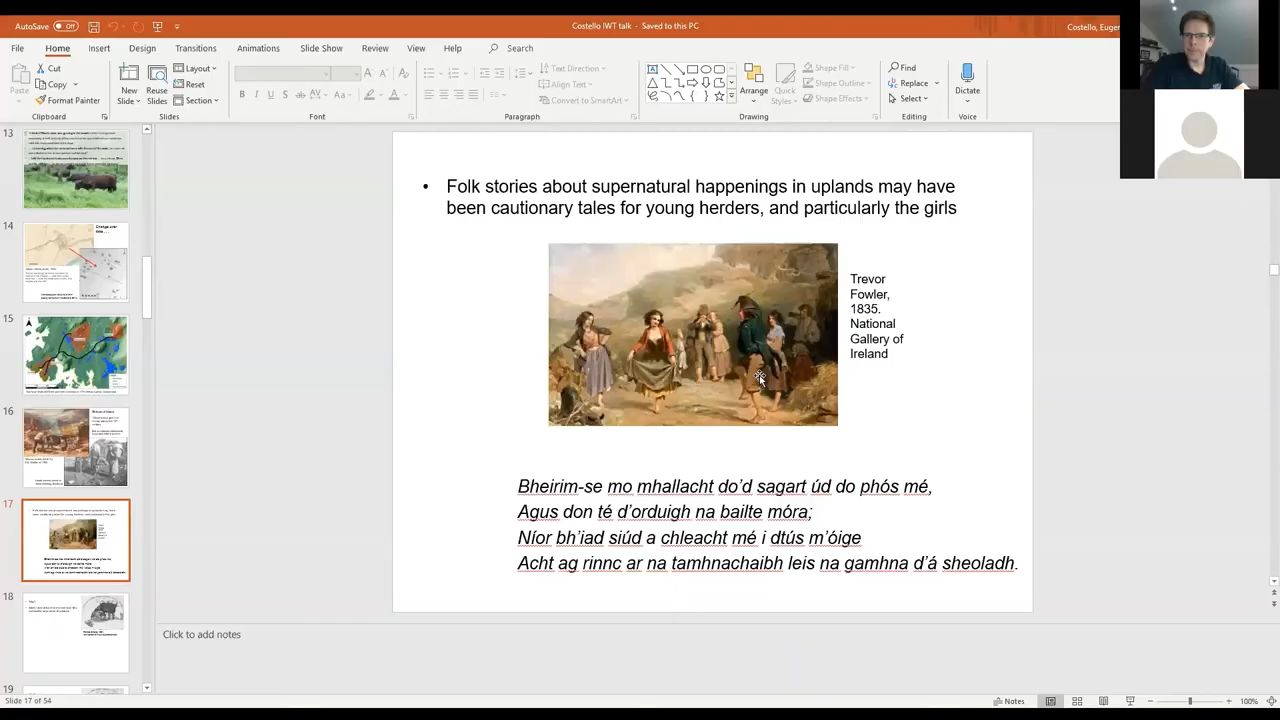 AutoSave
Off
Costello IWT talk - Saved to this PC
Costello, Eugen
File
Home
Insert
Design
Transitions
Animations
Slide Show
Review
View
Help
Search
Paste
Cut
Copy
Format Painter
Clipboard
New Slide
Reuse Slides
Layout
Reset
Section
Slides
Font
Text Direction
Align Text
Convert to SmartArt
Paragraph
Arrange
Quick Styles
Shape Fill
Shape Outline
Shape Effects
Drawing
Find
Replace
Select
Editing
Dictate
Voice
13
14
15
16
17
18
19
• Folk stories about supernatural happenings in uplands may have
been cautionary tales for young herders, and particularly the girls
Trevor
Fowler,
1835.
National
Gallery of
Ireland
Bheirim-se mo mhallacht do'd sagart úd do phós mé,
Agus don té d'orduigh na bailte móra;
Níor bh'iad siúd a chleacht mé i dtús m'óige
Acht ag rinnc ar na tamhnachaibh leis na gamhna d'á sheoladh.
Click to add notes
Slide 17 of 54
Notes
100%